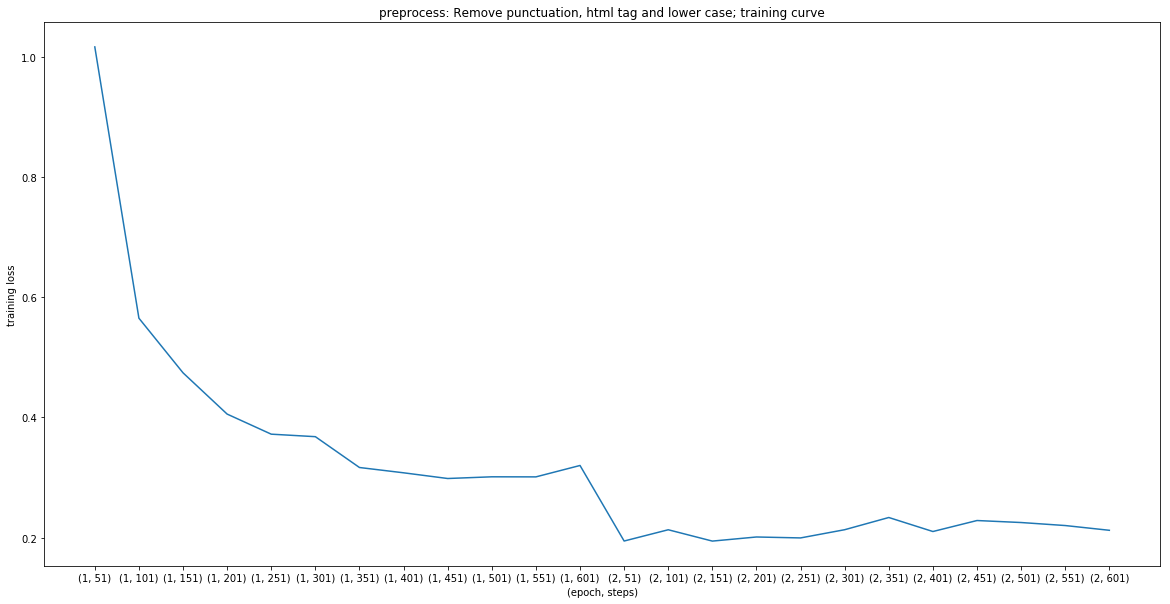 preprocess: Remove punctuation, html tag and lower case; training curve
1.0
0.8
0.6
0.4
0.2
training loss
(1, 51) (1, 101) (1, 151) (1, 201) (1, 251) (1, 301) (1, 351) (1, 401) (1, 451) (1, 501) (1, 551) (1, 601) (2, 51) (2, 101) (2, 151) (2, 201) (2, 251) (2, 301) (2, 351) (2, 401) (2, 451) (2, 501) (2, 551) (2, 601)
(epoch, steps)